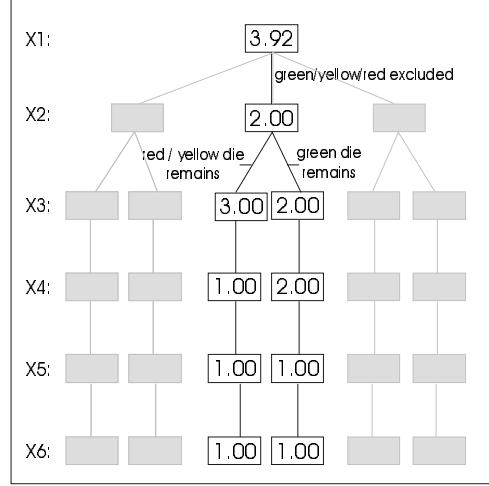 X1: 3.92
green/yellow/red excluded
X2: 2.00
red / yellow die remains
green die remains
X3: 3.00 2.00
X4: 1.00 2.00
X5: 1.00 1.00
X6: 1.00 1.00